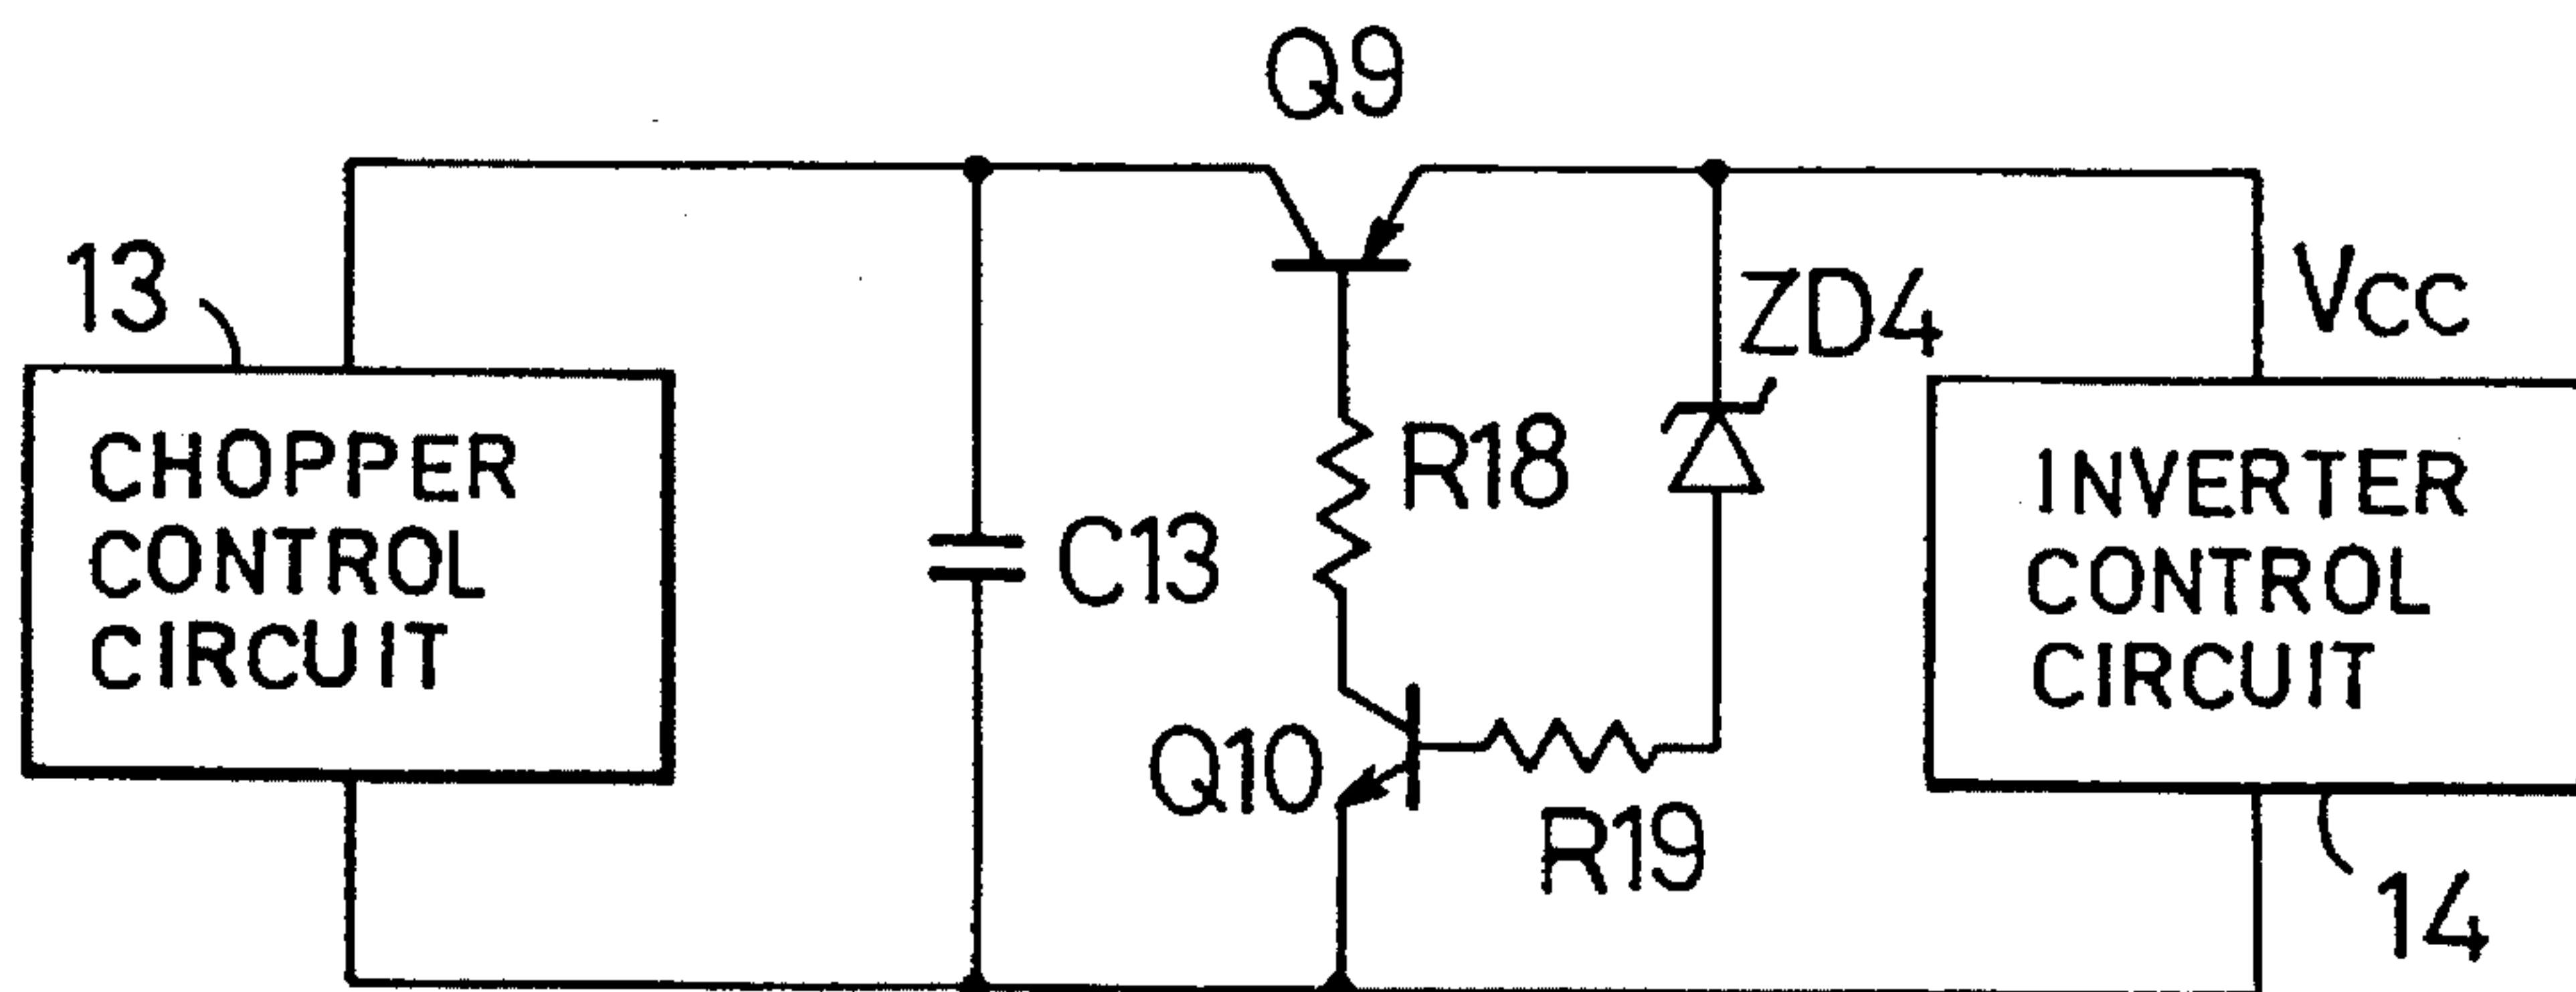 Q9
13
ZD4
VCC
CHOPPER
CONTROL
CIRCUIT
C13
R18
INVERTER
CONTROL
CIRCUIT
Q10
R19
14